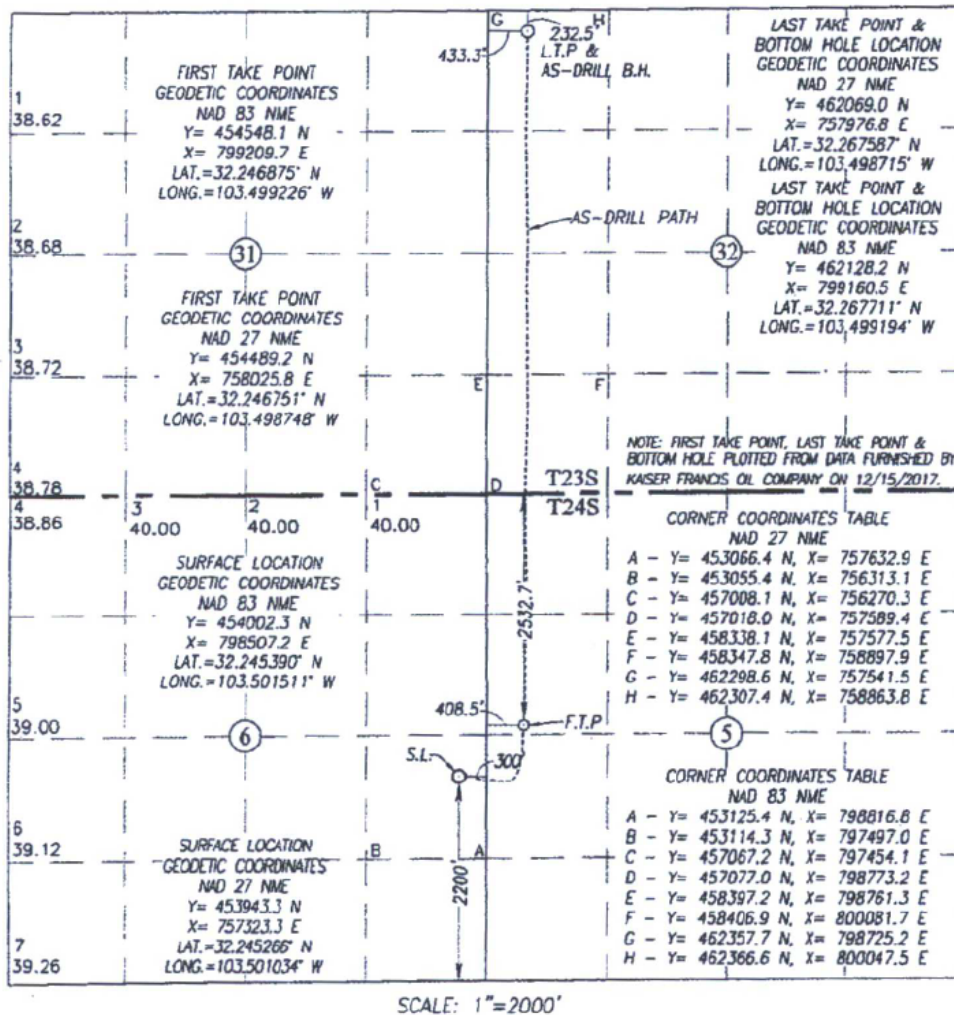 G
H
232.5'
433.3'
L.T.P &
AS-DRILL B.H.
FIRST TAKE POINT
GEODETIC COORDINATES
NAD 83 NME
Y= 454548.1 N
X= 799209.7 E
LAT.=32.246875° N
LONG.=103.499226° W
LAST TAKE POINT &
BOTTOM HOLE LOCATION
GEODETIC COORDINATES
NAD 27 NME
Y= 462069.0 N
X= 757976.8 E
LAT.=32.267587° N
LONG.=103.498715° W
LAST TAKE POINT &
BOTTOM HOLE LOCATION
GEODETIC COORDINATES
NAD 83 NME
Y= 462128.2 N
X= 799160.5 E
LAT.=32.267711° N
LONG.=103.499194° W
1
38.62
AS-DRILL PATH
2
38.68
31
32
FIRST TAKE POINT
GEODETIC COORDINATES
NAD 27 NME
Y= 454489.2 N
X= 758025.8 E
LAT.=32.246751° N
LONG.=103.498748° W
3
38.72
E
F
NOTE: FIRST TAKE POINT, LAST TAKE POINT &
BOTTOM HOLE PLOTTED FROM DATA FURNISHED BY
KAISER FRANCIS OIL COMPANY ON 12/15/2017.
4
38.78
C
D
T23S
T24S
4
38.86
3
40.00
2
40.00
1
40.00
CORNER COORDINATES TABLE
NAD 27 NME
A - Y= 453066.4 N, X= 757632.9 E
B - Y= 453055.4 N, X= 756313.1 E
C - Y= 457008.1 N, X= 756270.3 E
D - Y= 457018.0 N, X= 757589.4 E
E - Y= 458338.1 N, X= 757577.5 E
F - Y= 458347.8 N, X= 758897.9 E
G - Y= 462298.6 N, X= 757541.5 E
H - Y= 462307.4 N, X= 758863.8 E
SURFACE LOCATION
GEODETIC COORDINATES
NAD 83 NME
Y= 454002.3 N
X= 798507.2 E
LAT.=32.245390° N
LONG.=103.501511° W
2532.7'
5
39.00
408.5'
F.T.P
6
5
S.L.
300'
CORNER COORDINATES TABLE
NAD 83 NME
A - Y= 453125.4 N, X= 798816.8 E
B - Y= 453114.3 N, X= 797497.0 E
C - Y= 457067.2 N, X= 797454.1 E
D - Y= 457077.0 N, X= 798773.2 E
E - Y= 458397.2 N, X= 798761.3 E
F - Y= 458406.9 N, X= 800081.7 E
G - Y= 462357.7 N, X= 798725.2 E
H - Y= 462366.6 N, X= 800047.5 E
6
39.12
B
A
SURFACE LOCATION
GEODETIC COORDINATES
NAD 27 NME
Y= 453943.3 N
X= 757323.3 E
LAT.=32.245266° N
LONG.=103.501034° W
2200'
7
39.26
SCALE: 1"=2000'